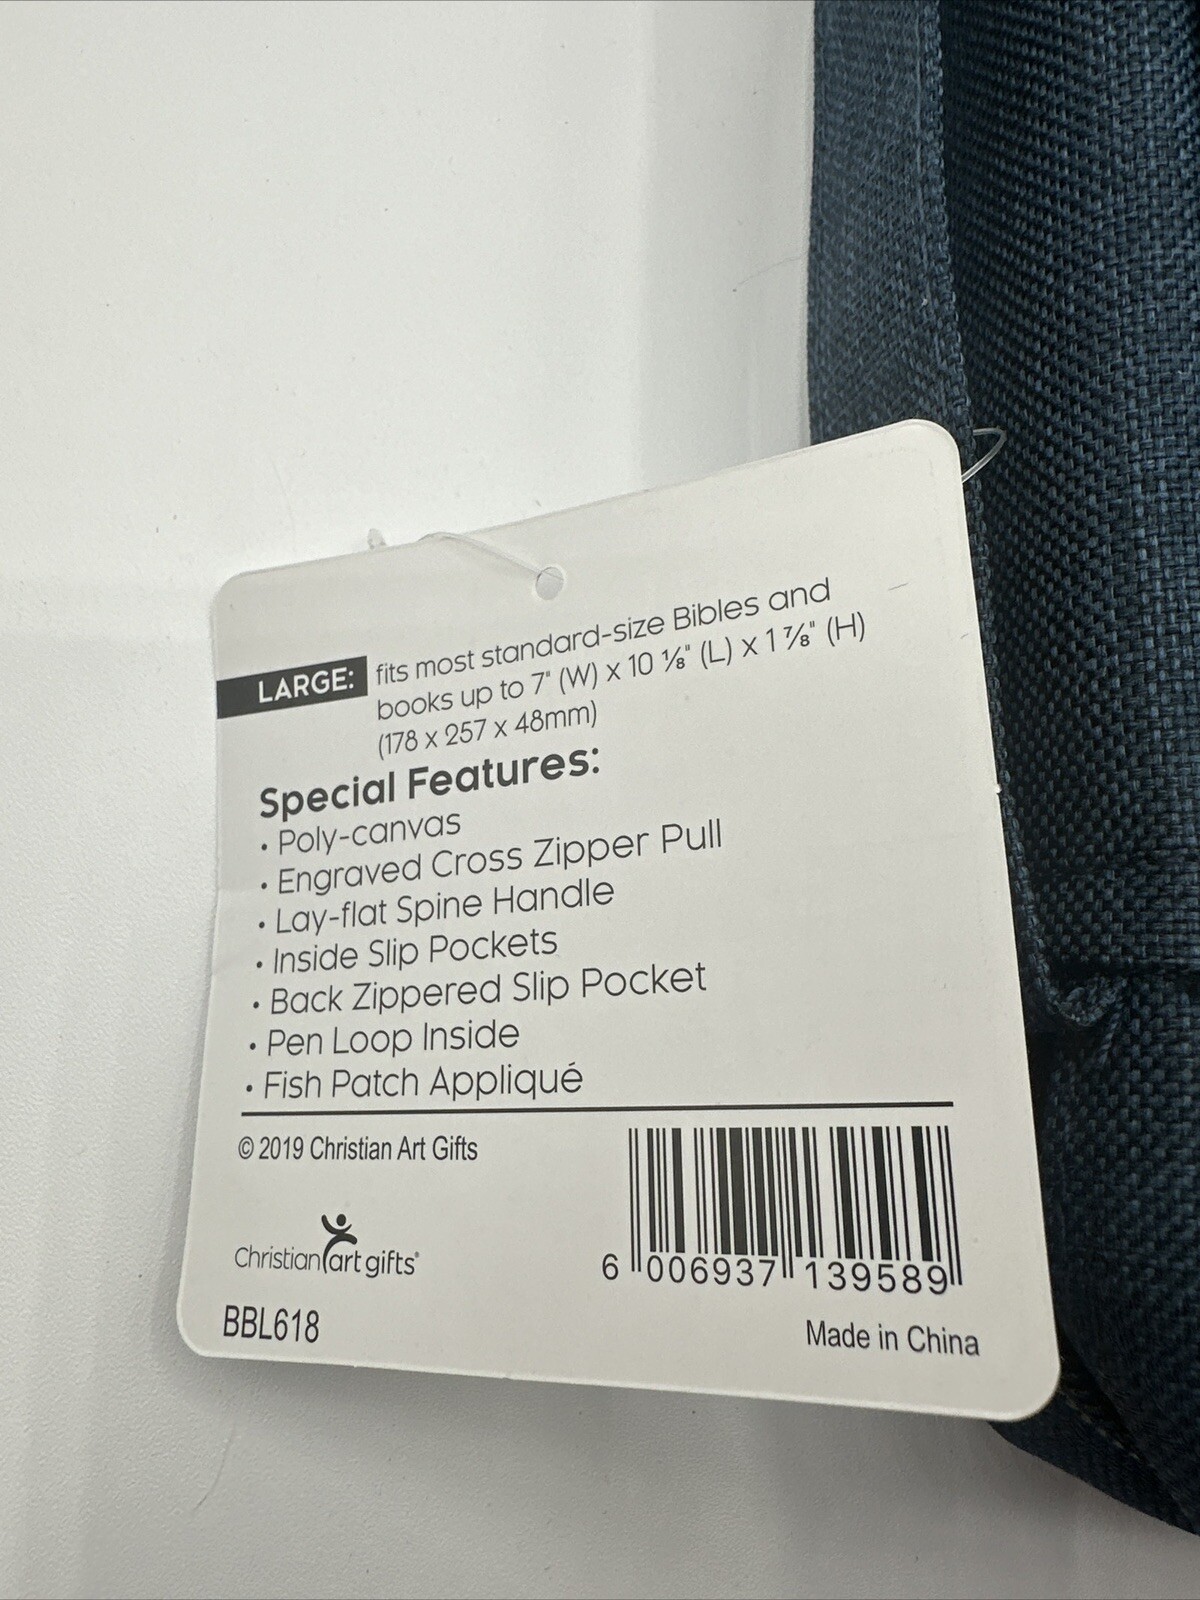 LARGE: fits most standard-size Bibles and
books up to 7" (W) x 10 ⅛" (L) x 1 ⅞" (H)
(178 x 257 x 48mm)
Special Features:
• Poly-canvas
• Engraved Cross Zipper Pull
• Lay-flat Spine Handle
• Inside Slip Pockets
• Back Zippered Slip Pocket
• Pen Loop Inside
• Fish Patch Appliqué
© 2019 Christian Art Gifts
Christian art gifts®
6 006937 139589
BBL618
Made in China